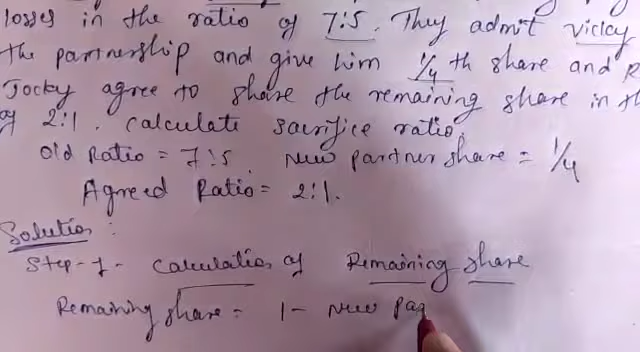 losses in the ratio of 7:5. They admit vicky
the partnership and give him 1/4 th share and R
Jocky agree to share the remaining share in th
of 2:1. calculate sacrifice ratio.
old Ratio = 7:5 New partner share = 1/4
Agreed Ratio = 2:1.
Solution:
Step-1- Calculation of Remaining share
Remaining share = 1- New Par